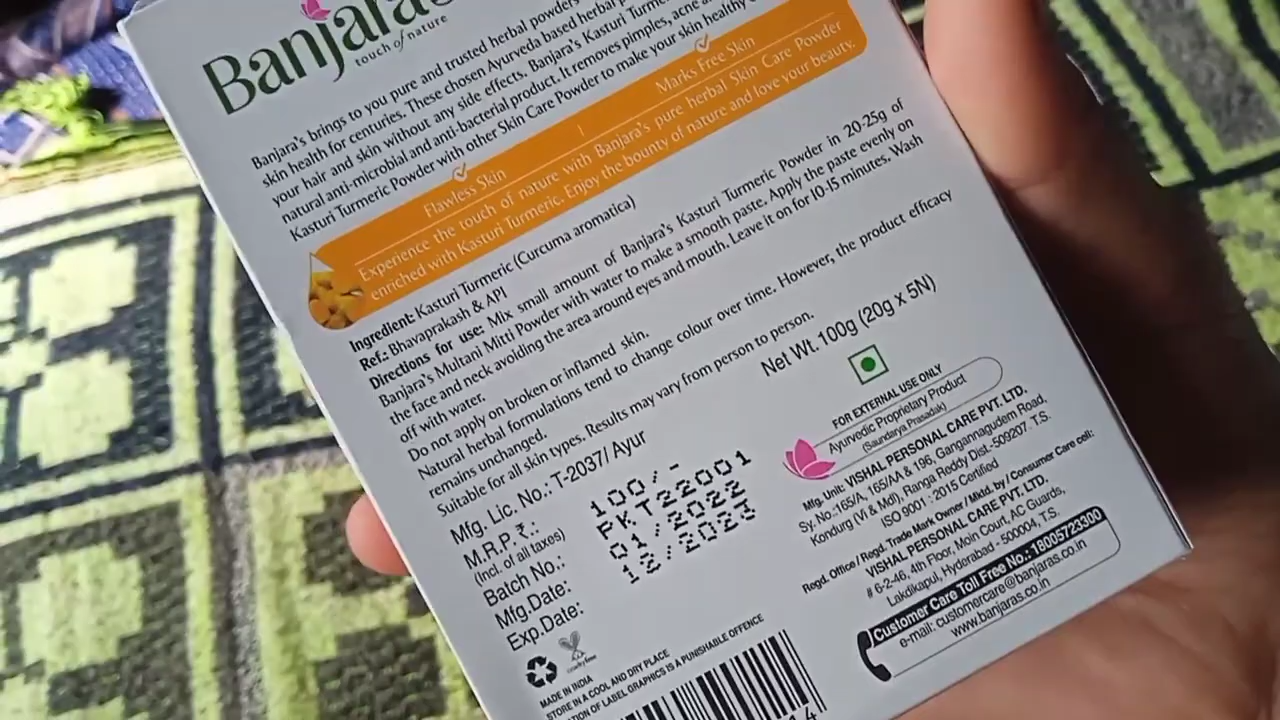 Banjaras
touch of nature
Banjara's brings to you pure and trusted herbal powders
skin health for centuries. These chosen Ayurveda based herbal
your hair and skin without any side effects. Banjara's Kasturi Turme
natural anti-microbial and anti-bacterial product. It removes pimples, acne a
Kasturi Turmeric Powder with other Skin Care Powder to make your skin healthy
Flawless Skin | Marks Free Skin
Experience the touch of nature with Banjara's pure herbal Skin Care Powder
enriched with Kasturi Turmeric. Enjoy the bounty of nature and love your beauty.
Ingredient: Kasturi Turmeric (Curcuma aromatica)
Ref.: Bhavaprakash & API
Directions for use: Mix small amount of Banjara's Kasturi Turmeric Powder in 20-25g of
Banjara's Multani Mitti Powder with water to make a smooth paste. Apply the paste evenly on
the face and neck avoiding the area around eyes and mouth. Leave it on for 10-15 minutes. Wash
off with water.
Do not apply on broken or inflamed skin.
Natural herbal formulations tend to change colour over time. However, the product efficacy
remains unchanged.
Suitable for all skin types. Results may vary from person to person.
Mfg. Lic. No.: T-2037/ Ayur
M.R.P. ₹.: 100/-
(Incl. of all taxes)
Batch No.: PKT22001
Mfg.Date: 01/2022
Exp.Date: 12/2023
Net Wt. 100g (20g x 5N)
FOR EXTERNAL USE ONLY
Ayurvedic Proprietary Product
(Saundarya Prasadak)
Mfg. Unit: VISHAL PERSONAL CARE PVT. LTD.
Sy. No.:165/A, 165/AA & 196, Gangannagudem Road,
Kondurg (Vi & Mdl), Ranga Reddy Dist.-509207. T.S.
ISO 9001 : 2015 Certified
Regd. Office / Regd. Trade Mark Owner / Mktd. by / Consumer Care cell:
VISHAL PERSONAL CARE PVT. LTD.
# 6-2-46, 4th Floor, Moin Court, AC Guards,
Lakdikapul, Hyderabad - 500004, T.S.
Customer Care Toll Free No.: 18005723300
e-mail: customercare@banjaras.co.in
www.banjaras.co.in
cruelty free
MADE IN INDIA
STORE IN A COOL AND DRY PLACE
ATION OF LABEL GRAPHICS IS A PUNISHABLE OFFENCE